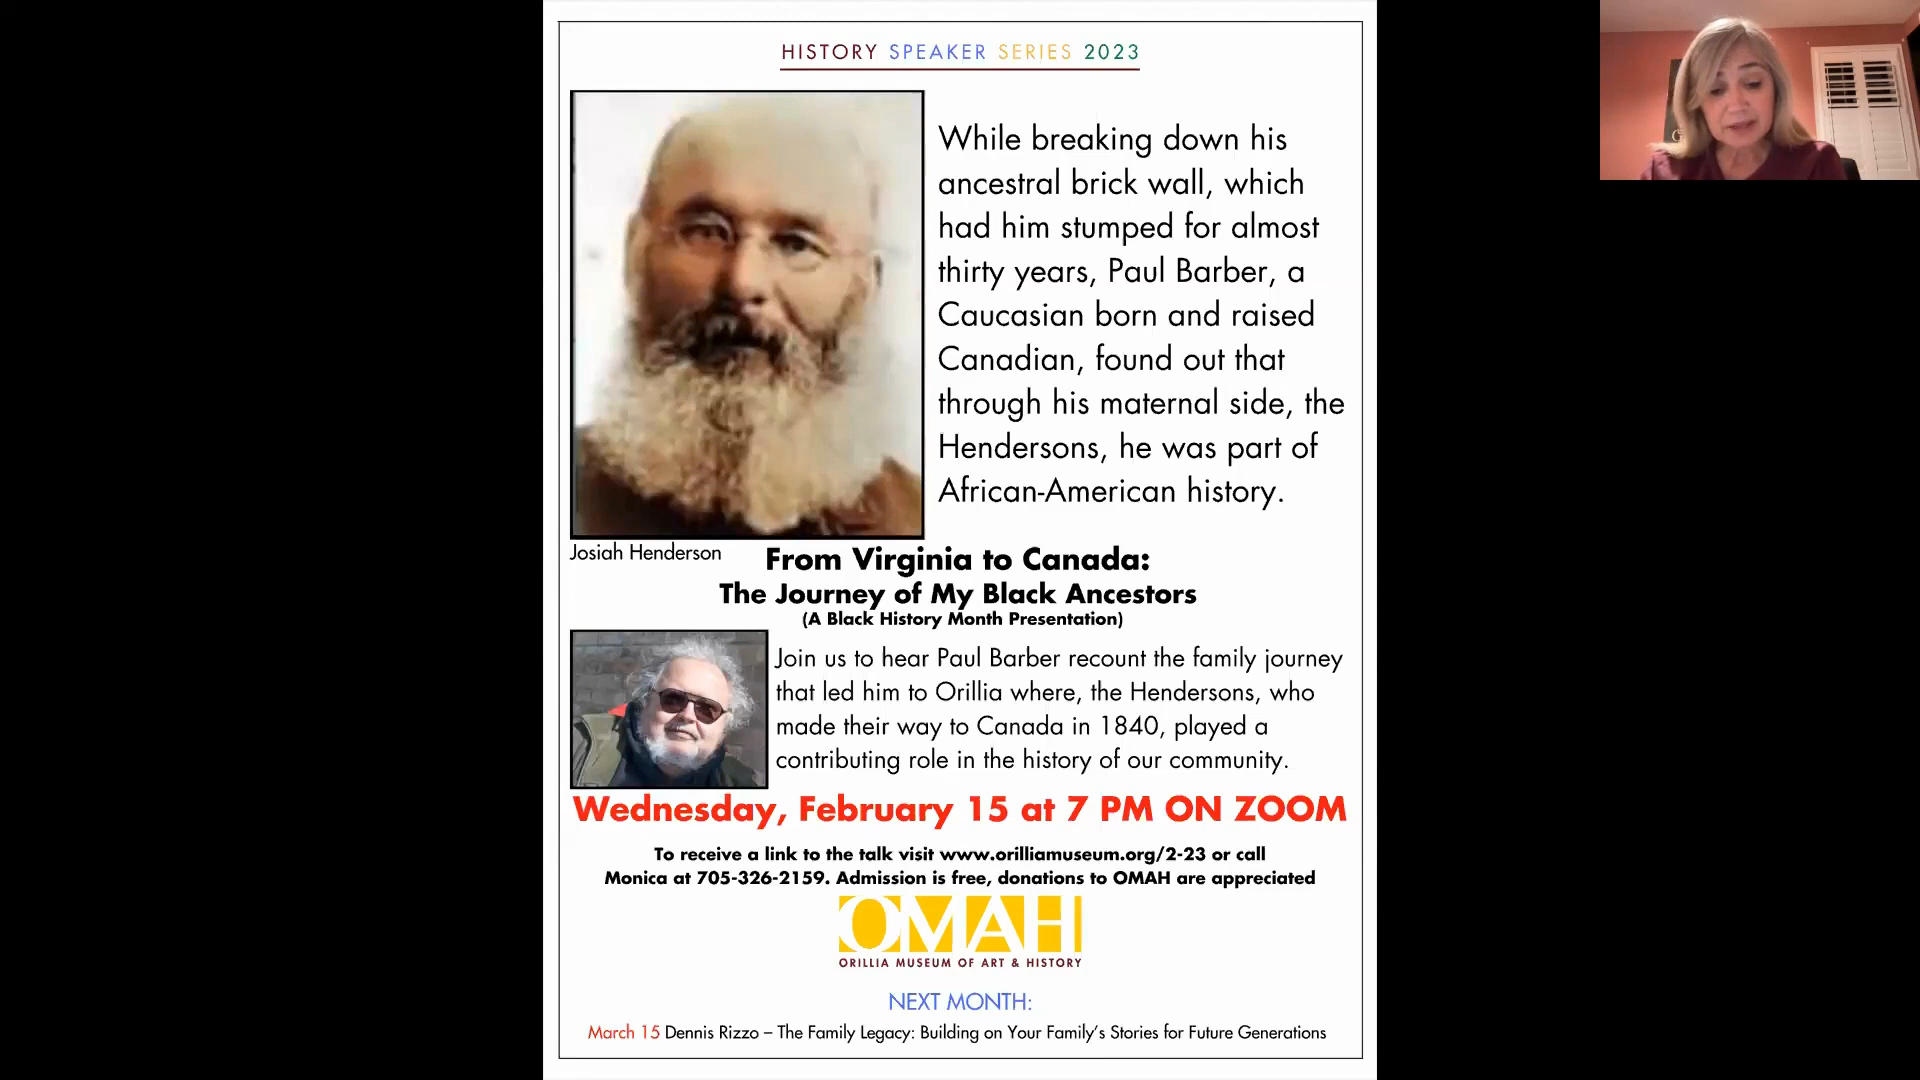 HISTORY SPEAKER SERIES 2023
While breaking down his
ancestral brick wall, which
had him stumped for almost
thirty years, Paul Barber, a
Caucasian born and raised
Canadian, found out that
through his maternal side, the
Hendersons, he was part of
African-American history.
Josiah Henderson
From Virginia to Canada:
The Journey of My Black Ancestors
(A Black History Month Presentation)
Join us to hear Paul Barber recount the family journey
that led him to Orillia where, the Hendersons, who
made their way to Canada in 1840, played a
contributing role in the history of our community.
Wednesday, February 15 at 7 PM ON ZOOM
To receive a link to the talk visit www.orilliamuseum.org/2-23 or call
Monica at 705-326-2159. Admission is free, donations to OMAH are appreciated
OMAH
ORILLIA MUSEUM OF ART & HISTORY
NEXT MONTH:
March 15 Dennis Rizzo – The Family Legacy: Building on Your Family's Stories for Future Generations